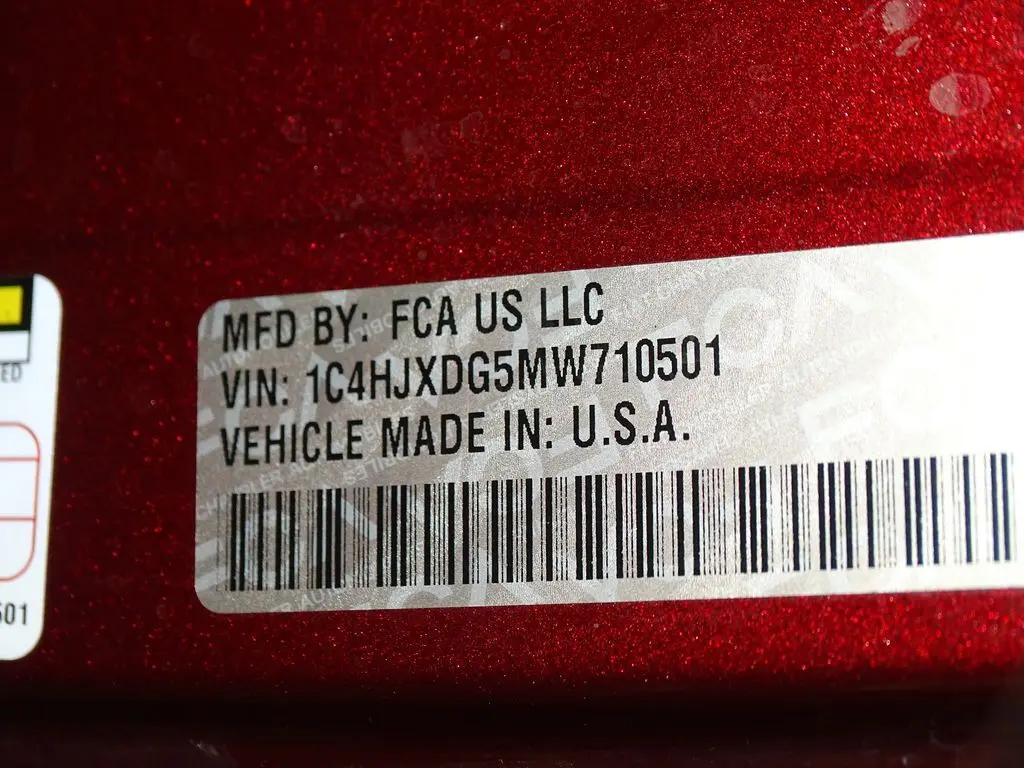 MFD BY: FCA US LLC
VIN: 1C4HJXDG5MW710501
VEHICLE MADE IN: U.S.A.
ED
501